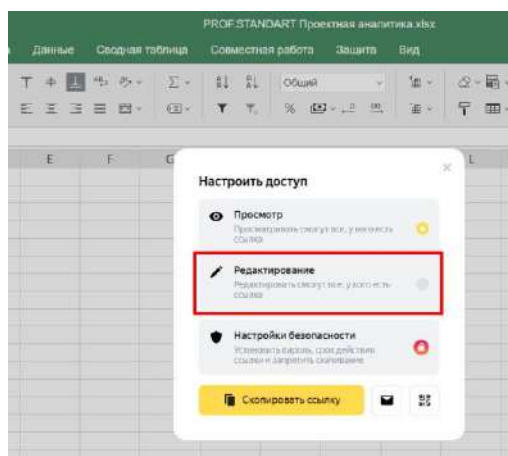 PROF.STANDART Проектная аналитика.xlsx
Данные Сводная таблица Совместная работа Защита Вид
Общий
%
E F G L
Настроить доступ
Просмотр
Просматривать смогут все, у кого есть
ссылка
Редактирование
Редактировать смогут все, у кого есть
ссылка
Настройки безопасности
Установить пароль, срок действия
ссылки и запретить скачивание
Скопировать ссылку